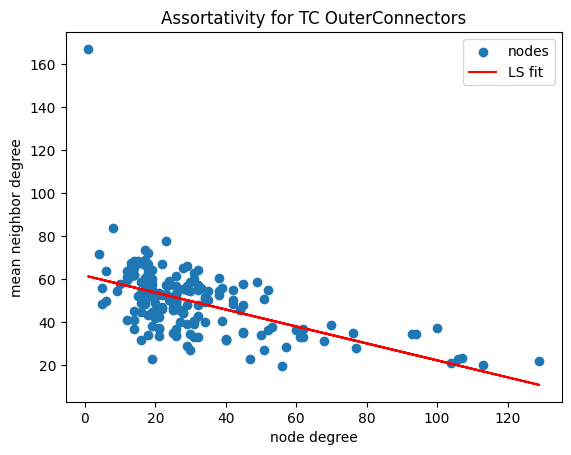 Assortativity for TC OuterConnectors
nodes
LS fit
mean neighbor degree
160
140
120
100
80
60
40
20
0 20 40 60 80 100 120
node degree